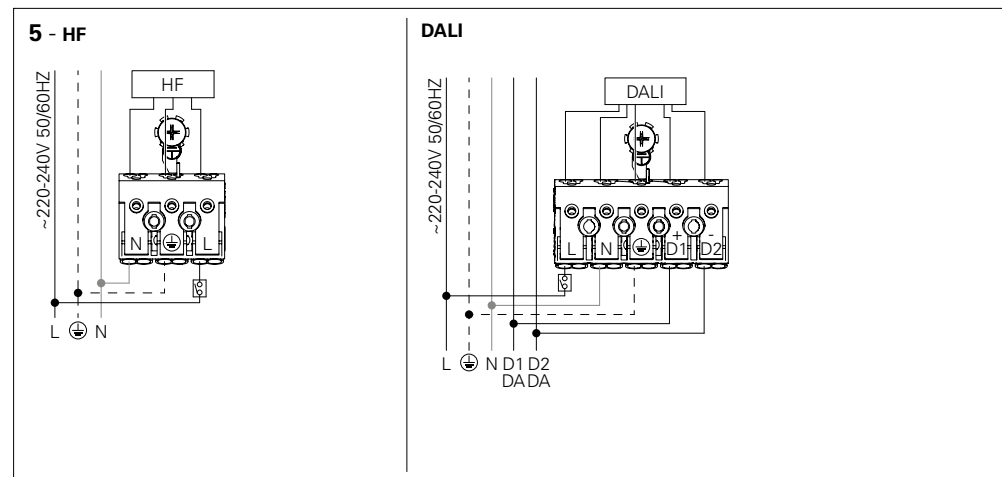 5 - HF
~220-240V 50/60HZ
HF
N L
L N
DALI
~220-240V 50/60HZ
DALI
+ -
L N D1 D2
L N D1 D2
DA DA